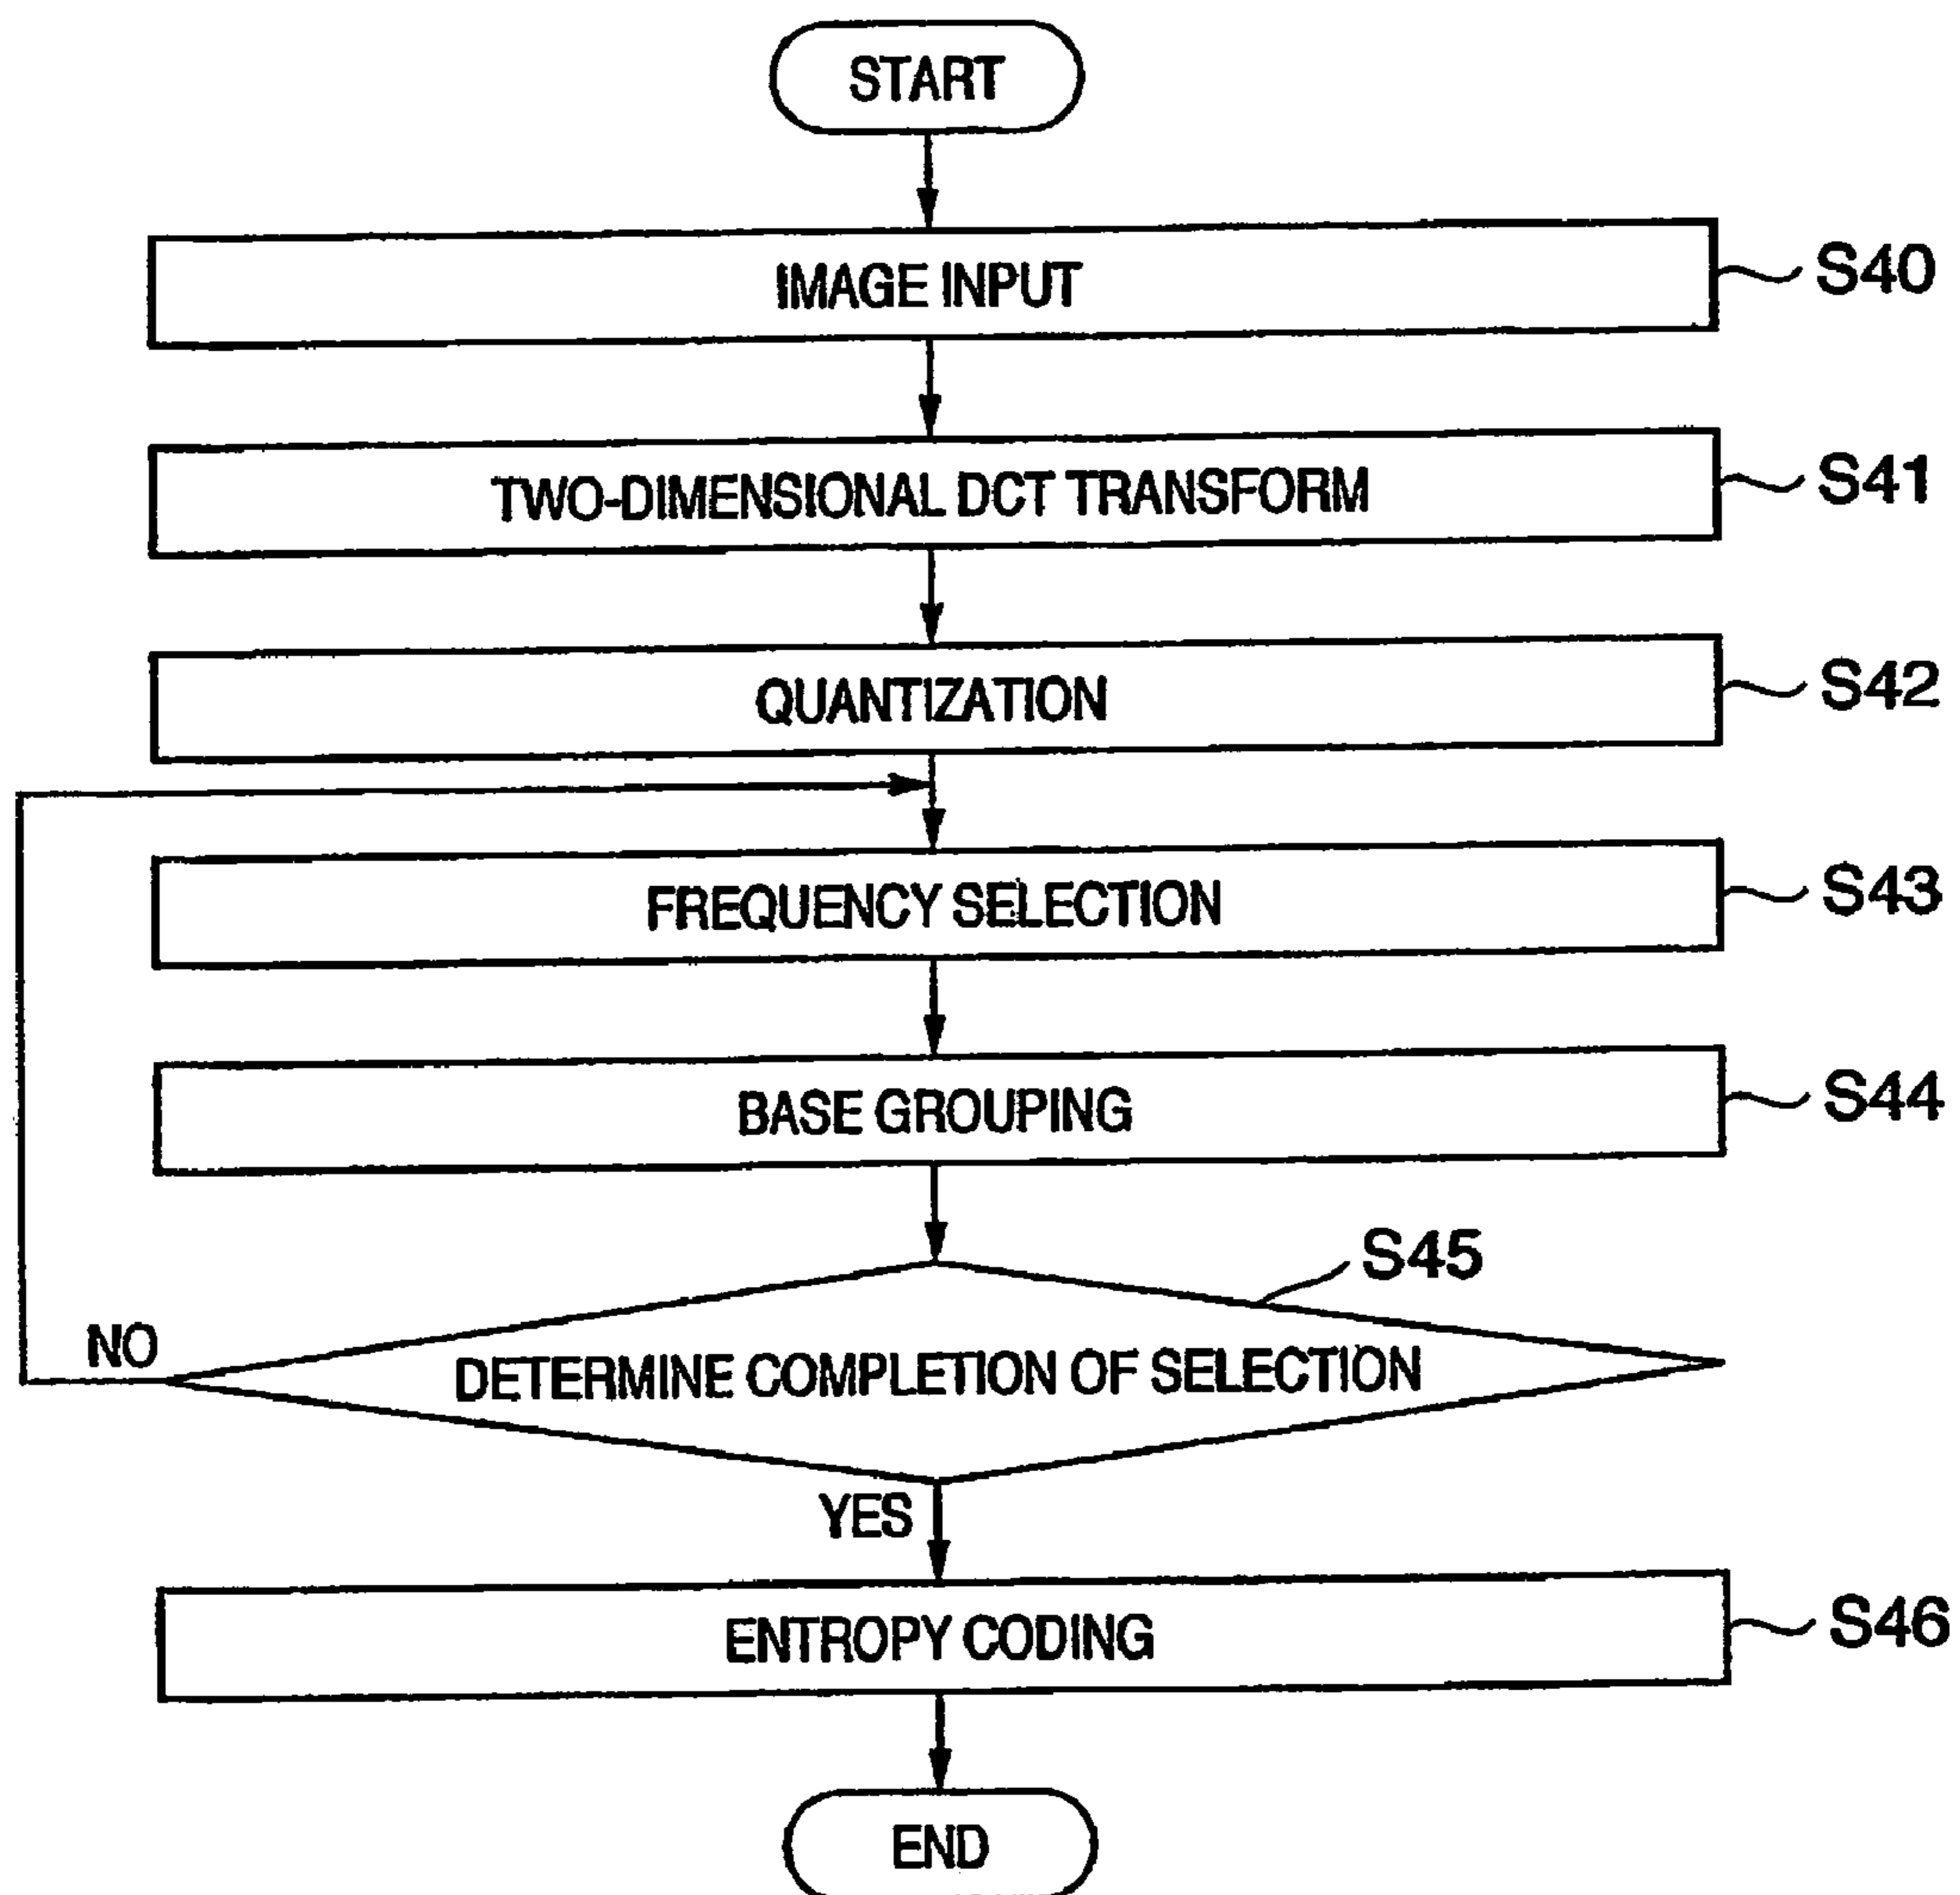 START
IMAGE INPUT
S40
TWO-DIMENSIONAL DCT TRANSFORM
S41
QUANTIZATION
S42
FREQUENCY SELECTION
S43
BASE GROUPING
S44
S45
NO
DETERMINE COMPLETION OF SELECTION
YES
ENTROPY CODING
S46
END